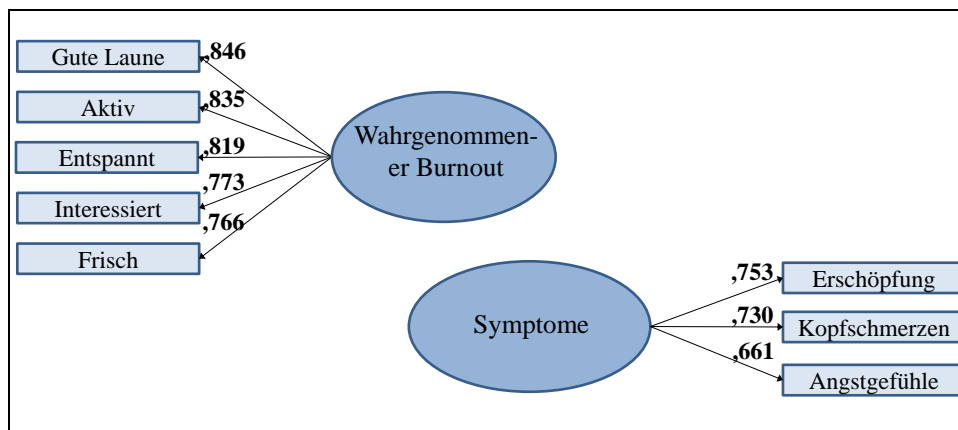 Gute Laune
,846
Aktiv
,835
Entspannt
,819
Interessiert
,773
Frisch
,766
Wahrgenommen-
er Burnout
Symptome
,753
Erschöpfung
,730
Kopfschmerzen
,661
Angstgefühle